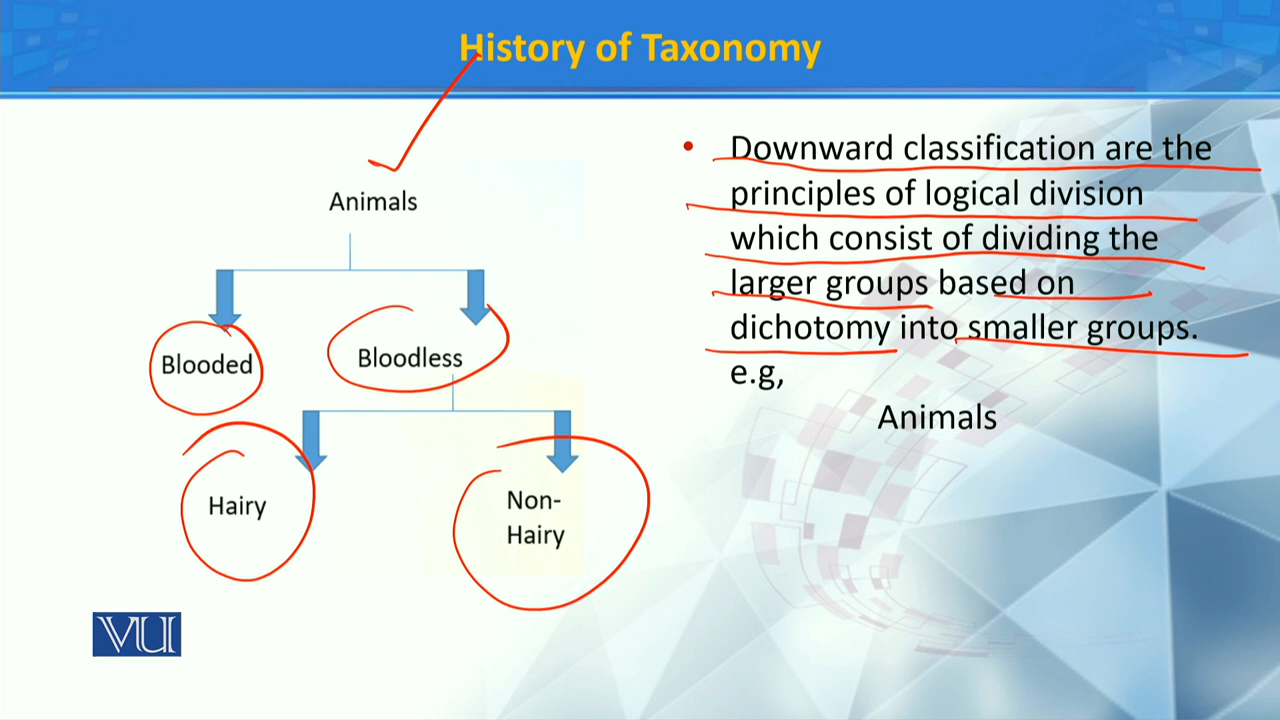 History of Taxonomy
Animals
Blooded
Bloodless
Hairy
Non-
Hairy
• Downward classification are the
principles of logical division
which consist of dividing the
larger groups based on
dichotomy into smaller groups.
e.g,
Animals
VU